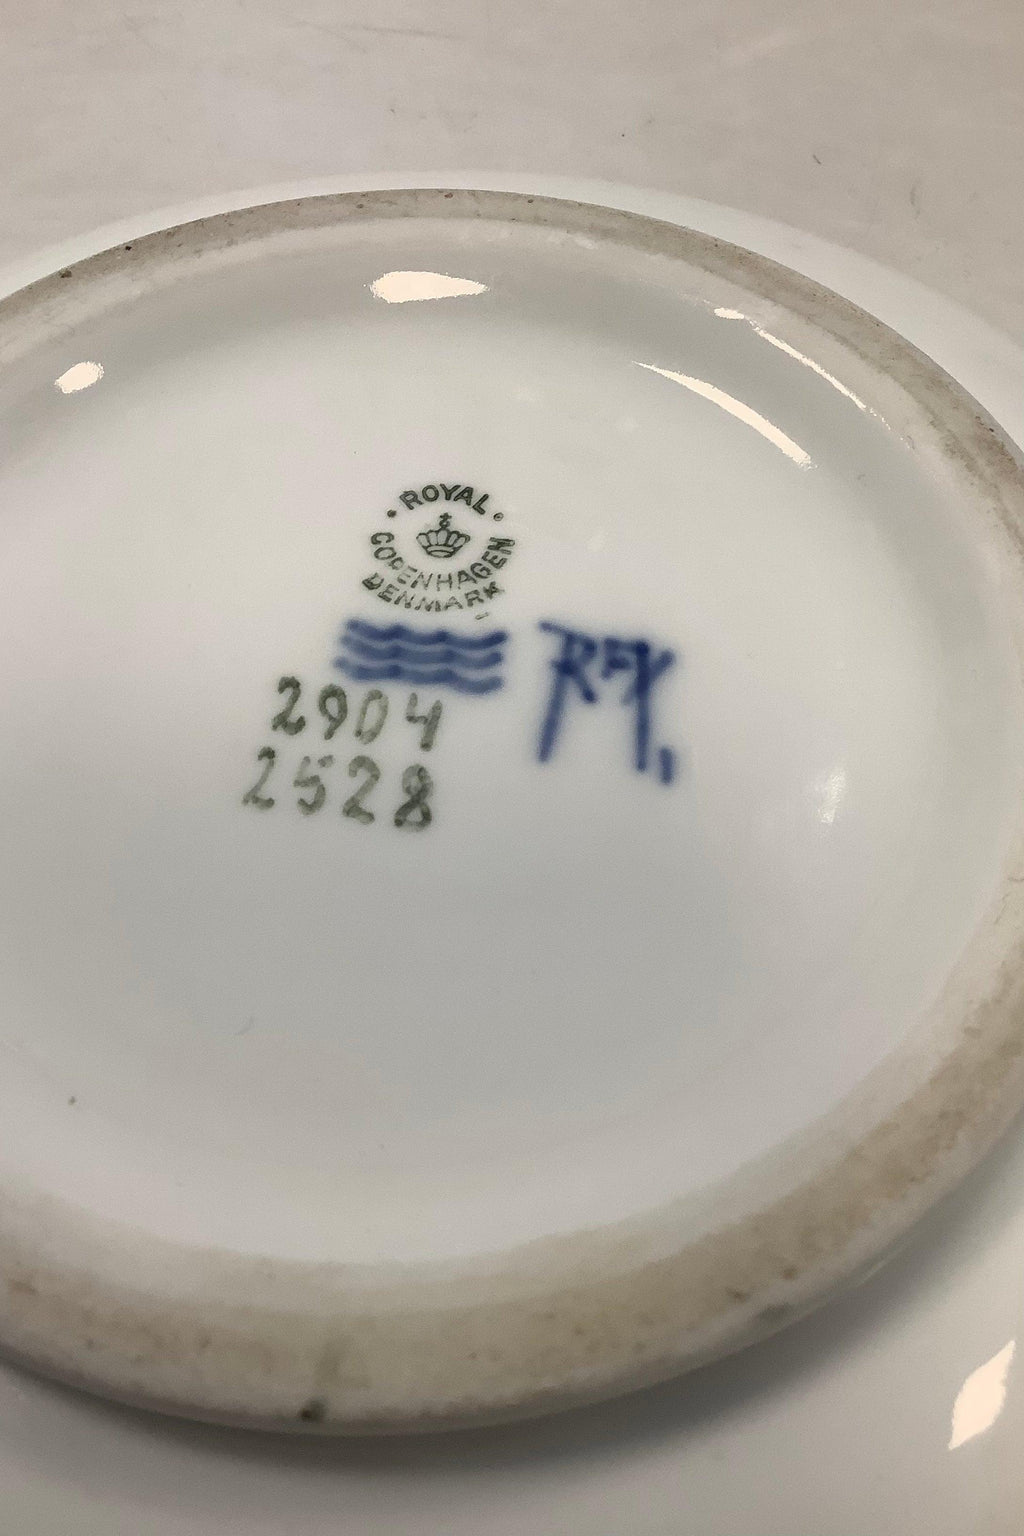 ROYAL
COPENHAGEN
DENMARK
2904
2528